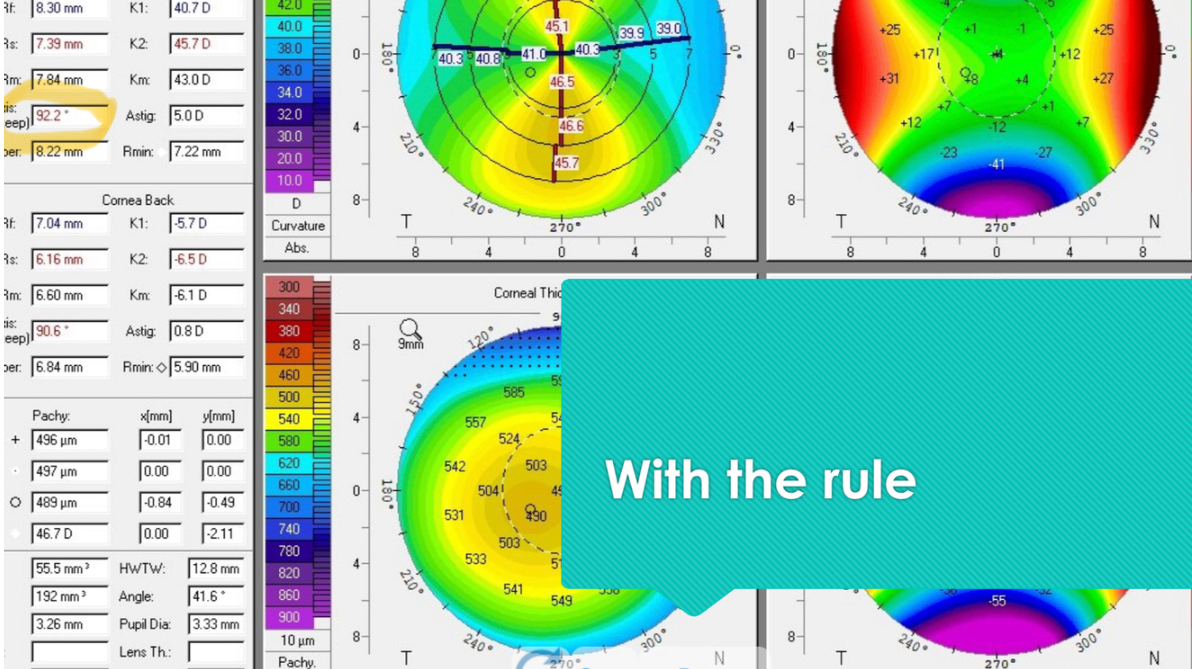 Rf: 8.30 mm K1: 40.7 D
Rs: 7.39 mm K2: 45.7 D
Rm: 7.84 mm Km: 43.0 D
92.2 ° Astig: 5.0 D
8.22 mm Rmin: 7.22 mm
Cornea Back
Rf: 7.04 mm K1: -5.7 D
Rs: 6.16 mm K2: -6.5 D
Rm: 6.60 mm Km: -6.1 D
90.6 ° Astig: 0.8 D
6.84 mm Rmin: 5.90 mm
Pachy: x[mm] y[mm]
+ 496 µm -0.01 0.00
497 µm 0.00 0.00
489 µm -0.84 -0.49
46.7 D 0.00 -2.11
55.5 mm³ HWTW: 12.8 mm
192 mm³ Angle: 41.6 °
3.26 mm Pupil Dia: 3.33 mm
Lens Th.:
42.0
40.0
38.0
36.0
34.0
32.0
30.0
20.0
10.0
D
Curvature
Abs.
45.1
39.9 39.0
40.3 40.8 41.0 40.3 5 7
46.5
46.6
45.7
0 180° 0°
4
8
210° 240° 270° 300° 330°
T N
8 4 0 4 8
+25 +1 -1 +25
+17 +4 +12
+31 +8 +4 +27
+7 +1
+12 -12 +7
-23 -27
-41
0 180° 0°
4
8
210° 240° 270° 300° 330°
T N
8 4 0 4 8
300
340
380
420
460
500
540
580
620
660
700
740
780
820
860
900
10 µm
Pachy.
Corneal Thic
9mm
8
4
0
4
8
120°
150°
180°
210°
585
557
524
542 503
504
531 490
503
533
541
549
T 270° 300° N
With the rule
-55
8
T 240° 270° 300° N